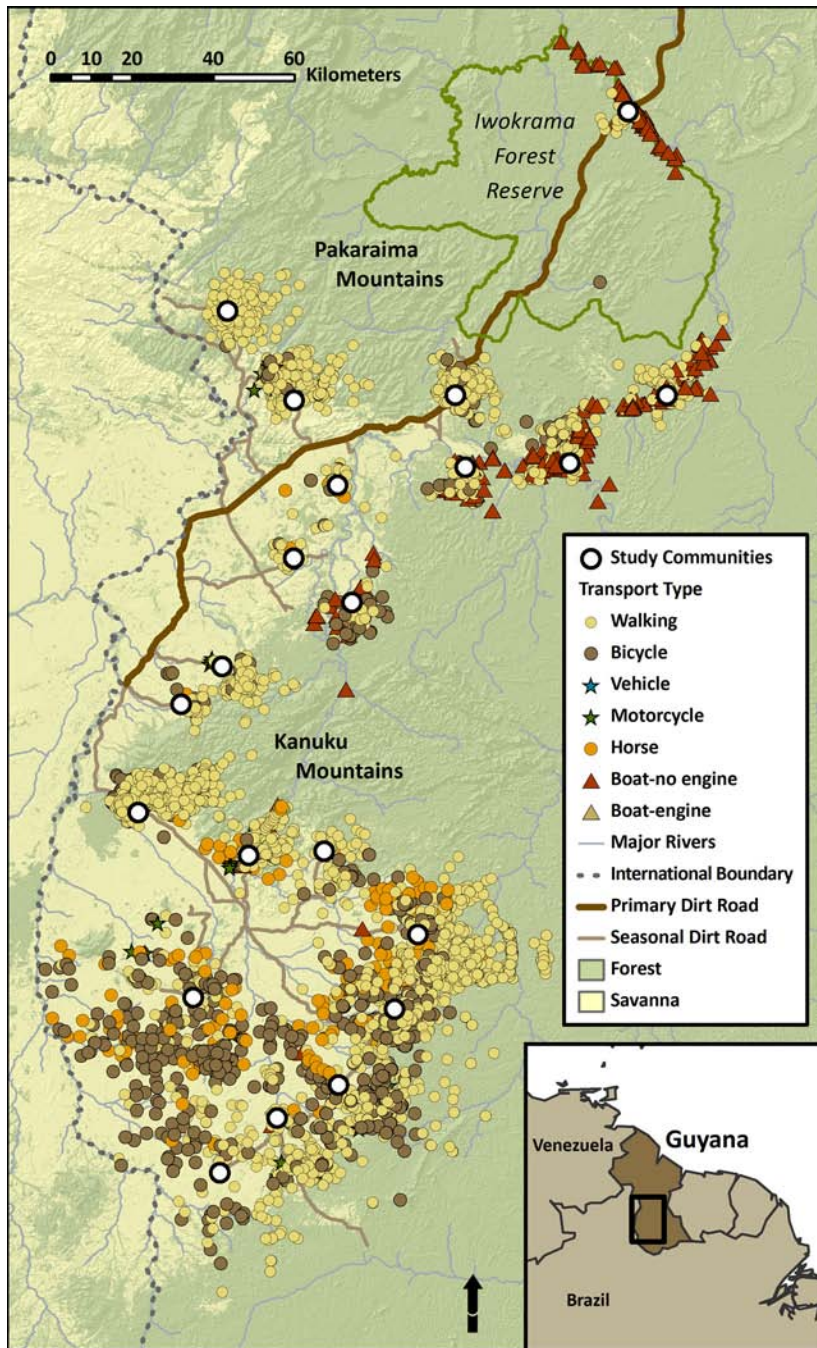 0 20 40 60
Kilometers
Iwokrama
Forest
Reserve
Pakaraima
Mountains
Kanuku
Mountains
Study Communities
Transport Type
Walking
Bicycle
Vehicle
Motorcycle
Horse
Boat-no engine
Boat-engine
Major Rivers
International Boundary
Primary Dirt Road
Seasonal Dirt Road
Forest
Savanna
Venezuela
Guyana
Brazil